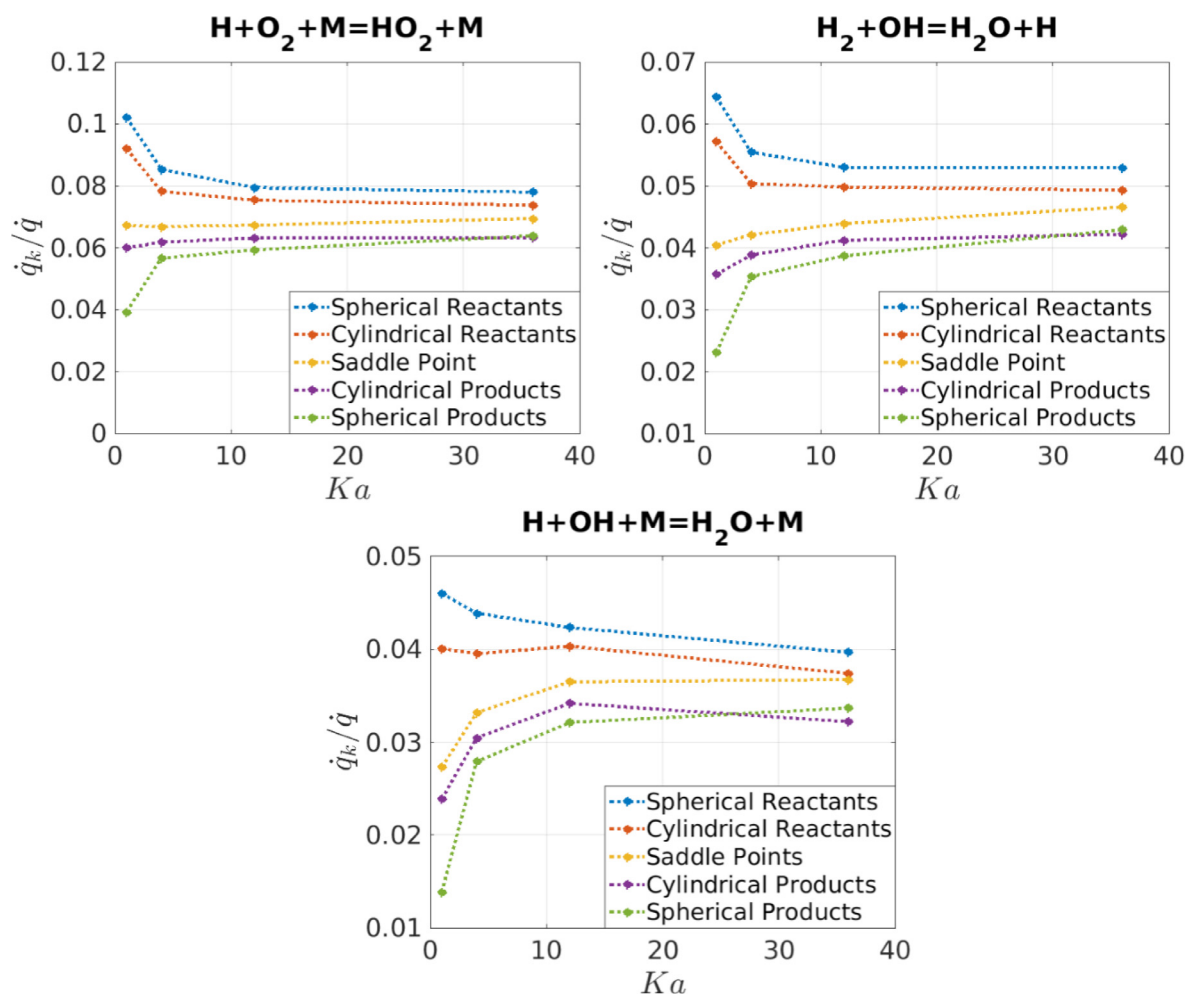 H+O2+M=HO2+M
0.12
0.1
0.08
0.06
0.04
0.02
0
q̇k/q̇
Spherical Reactants
Cylindrical Reactants
Saddle Point
Cylindrical Products
Spherical Products
0 10 20 30 40
Ka
H2+OH=H2O+H
0.07
0.06
0.05
0.04
0.03
0.02
0.01
q̇k/q̇
Spherical Reactants
Cylindrical Reactants
Saddle Point
Cylindrical Products
Spherical Products
0 10 20 30 40
Ka
H+OH+M=H2O+M
0.05
0.04
0.03
0.02
0.01
q̇k/q̇
Spherical Reactants
Cylindrical Reactants
Saddle Points
Cylindrical Products
Spherical Products
0 10 20 30 40
Ka